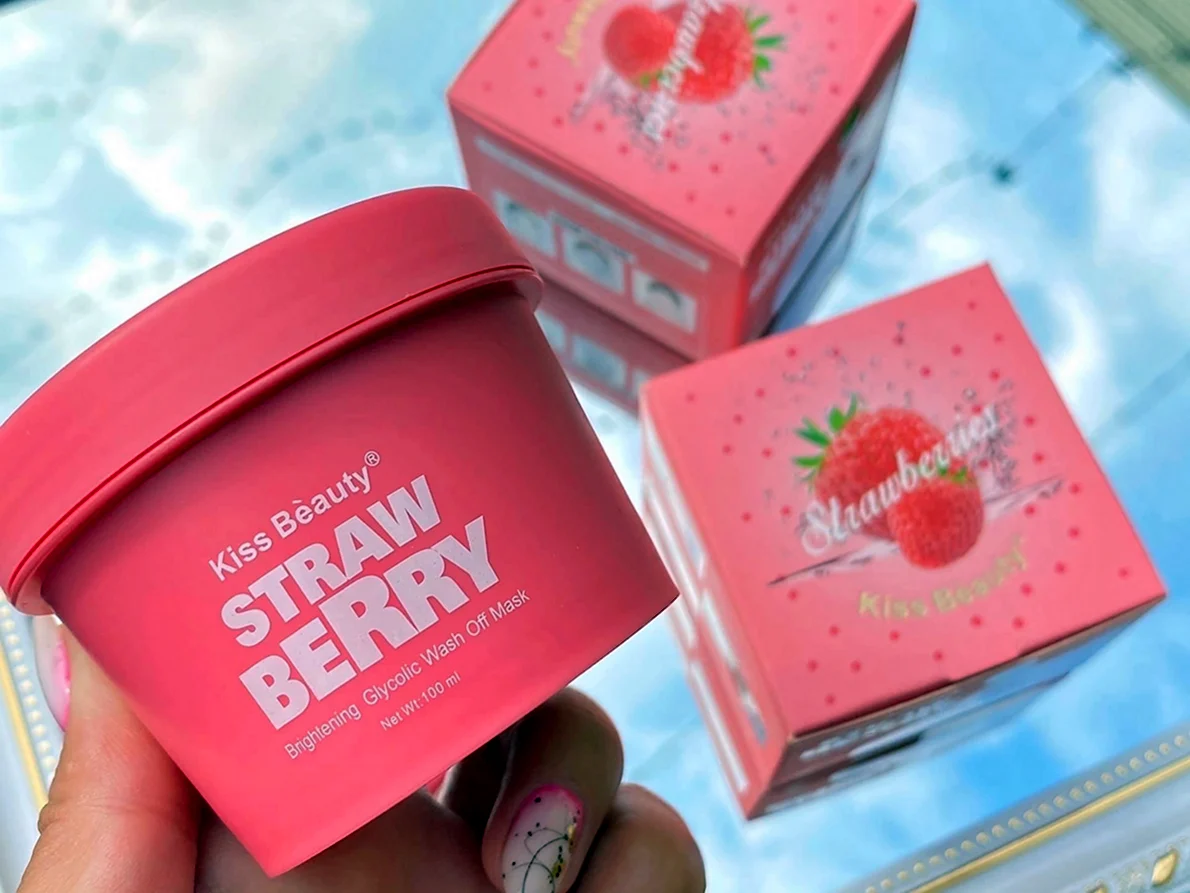 Kiss Bèauty®
STRAW
BERRY
Brightening Glycolic Wash Off Mask
Net Wt:100 ml
Strawberries
Kiss Beauty